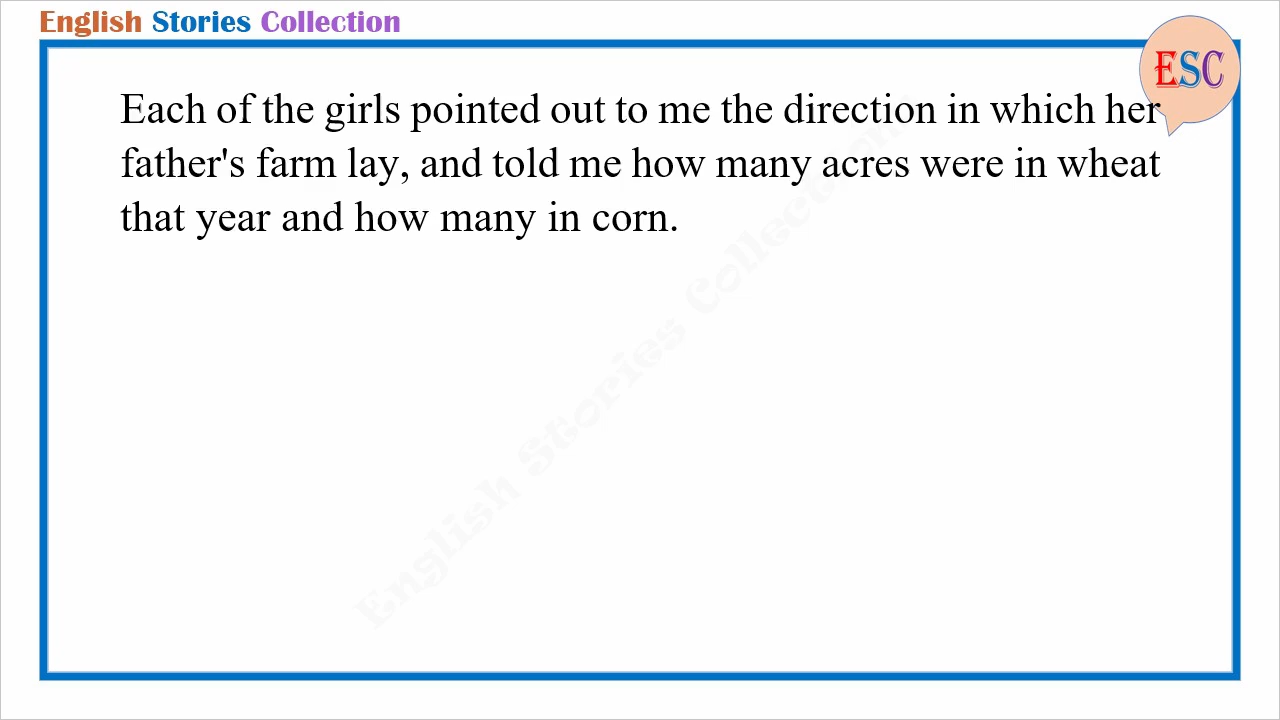 English Stories Collection
ESC
Each of the girls pointed out to me the direction in which her
father's farm lay, and told me how many acres were in wheat
that year and how many in corn.
English Stories Collection